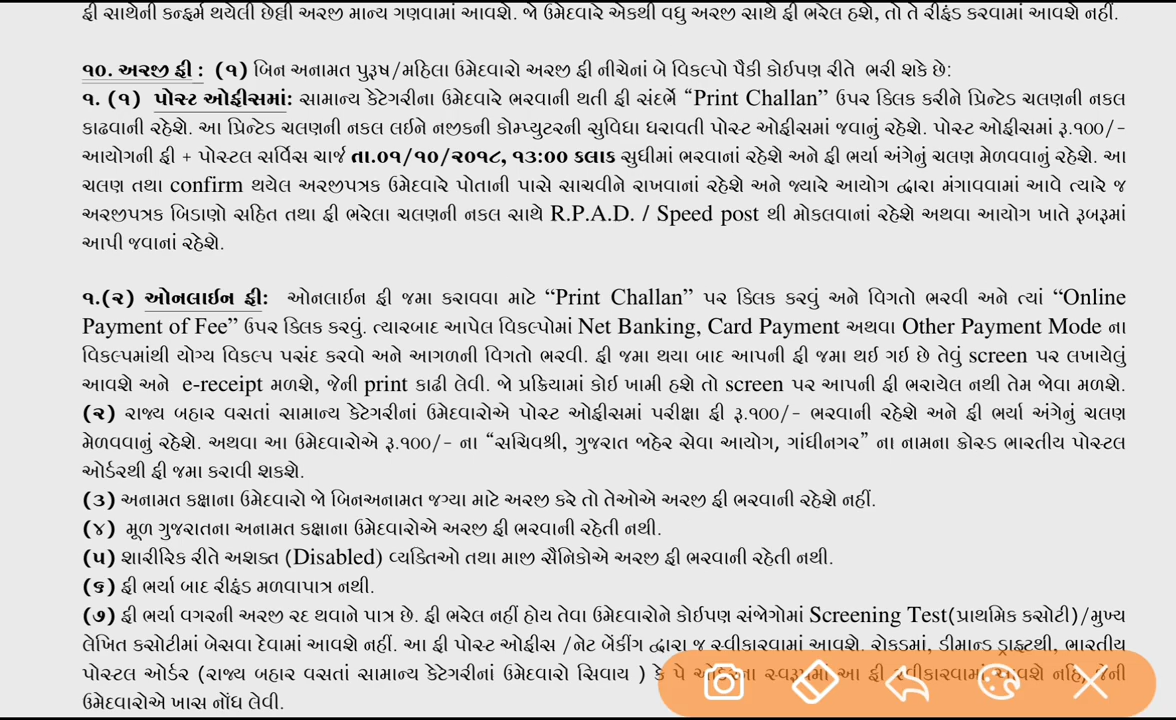 ફી સાથેની કન્ફર્મ થયેલી છેલ્લી અરજી માન્ય ગણવામાં આવશે. જો ઉમેદવારે એકથી વધુ અરજી સાથે ફી ભરેલ હશે, તો તે રીફંડ કરવામાં આવશે નહીં.
૧૦. અરજી ફી : (૧) બિન અનામત પુરૂષ/મહિલા ઉમેદવારો અરજી ફી નીચેનાં બે વિકલ્પો પૈકી કોઈપણ રીતે ભરી શકે છે:
૧. (૧) પોસ્ટ ઓફીસમાં: સામાન્ય કેટેગરીના ઉમેદવારે ભરવાની થતી ફી સંદર્ભે “Print Challan” ઉપર ક્લિક કરીને પ્રિન્ટેડ ચલણની નકલ
કાઢવાની રહેશે. આ પ્રિન્ટેડ ચલણની નકલ લઈને નજીકની કોમ્પ્યુટરની સુવિધા ધરાવતી પોસ્ટ ઓફીસમાં જવાનું રહેશે. પોસ્ટ ઓફીસમાં રૂ.૧૦૦/-
આયોગની ફી + પોસ્ટલ સર્વિસ ચાર્જ તા.૦૧/૧૦/૨૦૧૮, ૧૩:00 કલાક સુધીમાં ભરવાનાં રહેશે અને ફી ભર્યા અંગેનું ચલણ મેળવવાનું રહેશે. આ
ચલણ તથા confirm થયેલ અરજીપત્રક ઉમેદવારે પોતાની પાસે સાચવીને રાખવાનાં રહેશે અને જ્યારે આયોગ દ્વારા મંગાવવામાં આવે ત્યારે જ
અરજીપત્રક બિડાણો સહિત તથા ફી ભરેલા ચલણની નકલ સાથે R.P.A.D. / Speed post થી મોકલવાનાં રહેશે અથવા આયોગ ખાતે રૂબરૂમાં
આપી જવાનાં રહેશે.
૧.(૨) ઓનલાઈન ફી: ઓનલાઈન ફી જમા કરાવવા માટે “Print Challan” પર ક્લિક કરવું અને વિગતો ભરવી અને ત્યાં “Online
Payment of Fee” ઉપર ક્લિક કરવું. ત્યારબાદ આપેલ વિકલ્પોમાં Net Banking, Card Payment અથવા Other Payment Mode ના
વિકલ્પમાંથી યોગ્ય વિકલ્પ પસંદ કરવો અને આગળની વિગતો ભરવી. ફી જમા થયા બાદ આપની ફી જમા થઈ ગઈ છે તેવું screen પર લખાયેલું
આવશે અને e-receipt મળશે, જેની print કાઢી લેવી. જો પ્રક્રિયામાં કોઈ ખામી હશે તો screen પર આપની ફી ભરાયેલ નથી તેમ જોવા મળશે.
(૨) રાજ્ય બહાર વસતાં સામાન્ય કેટેગરીનાં ઉમેદવારોએ પોસ્ટ ઓફીસમાં પરીક્ષા ફી રૂ.૧૦૦/- ભરવાની રહેશે અને ફી ભર્યા અંગેનું ચલણ
મેળવવાનું રહેશે. અથવા આ ઉમેદવારોએ રૂ.૧૦૦/- ના “સચિવશ્રી, ગુજરાત જાહેર સેવા આયોગ, ગાંધીનગર” ના નામના ક્રોસ્ડ ભારતીય પોસ્ટલ
ઓર્ડરથી ફી જમા કરાવી શકશે.
(૩) અનામત કક્ષાના ઉમેદવારો જો બિનઅનામત જગ્યા માટે અરજી કરે તો તેઓએ અરજી ફી ભરવાની રહેશે નહીં.
(૪) મૂળ ગુજરાતના અનામત કક્ષાના ઉમેદવારોએ અરજી ફી ભરવાની રહેતી નથી.
(૫) શારીરિક રીતે અશક્ત (Disabled) વ્યક્તિઓ તથા માજી સૈનિકોએ અરજી ફી ભરવાની રહેતી નથી.
(૬) ફી ભર્યા બાદ રીફંડ મળવાપાત્ર નથી.
(૭) ફી ભર્યા વગરની અરજી રદ થવાને પાત્ર છે. ફી ભરેલ નહીં હોય તેવા ઉમેદવારોને કોઈપણ સંજોગોમાં Screening Test(પ્રાથમિક કસોટી)/મુખ્ય
લેખિત કસોટીમાં બેસવા દેવામાં આવશે નહીં. આ ફી પોસ્ટ ઓફીસ /નેટ બેંકીંગ દ્વારા જ સ્વીકારવામાં આવશે. રોકડમાં, ડીમાન્ડ ડ્રાફટથી, ભારતીય
પોસ્ટલ ઓર્ડર (રાજ્ય બહાર વસતાં સામાન્ય કેટેગરીનાં ઉમેદવારો સિવાય ) કે પે ઓર્ડરના સ્વરૂપમાં આ ફી સ્વીકારવામાં આવશે નહિ, જેની
ઉમેદવારોએ ખાસ નોંધ લેવી.